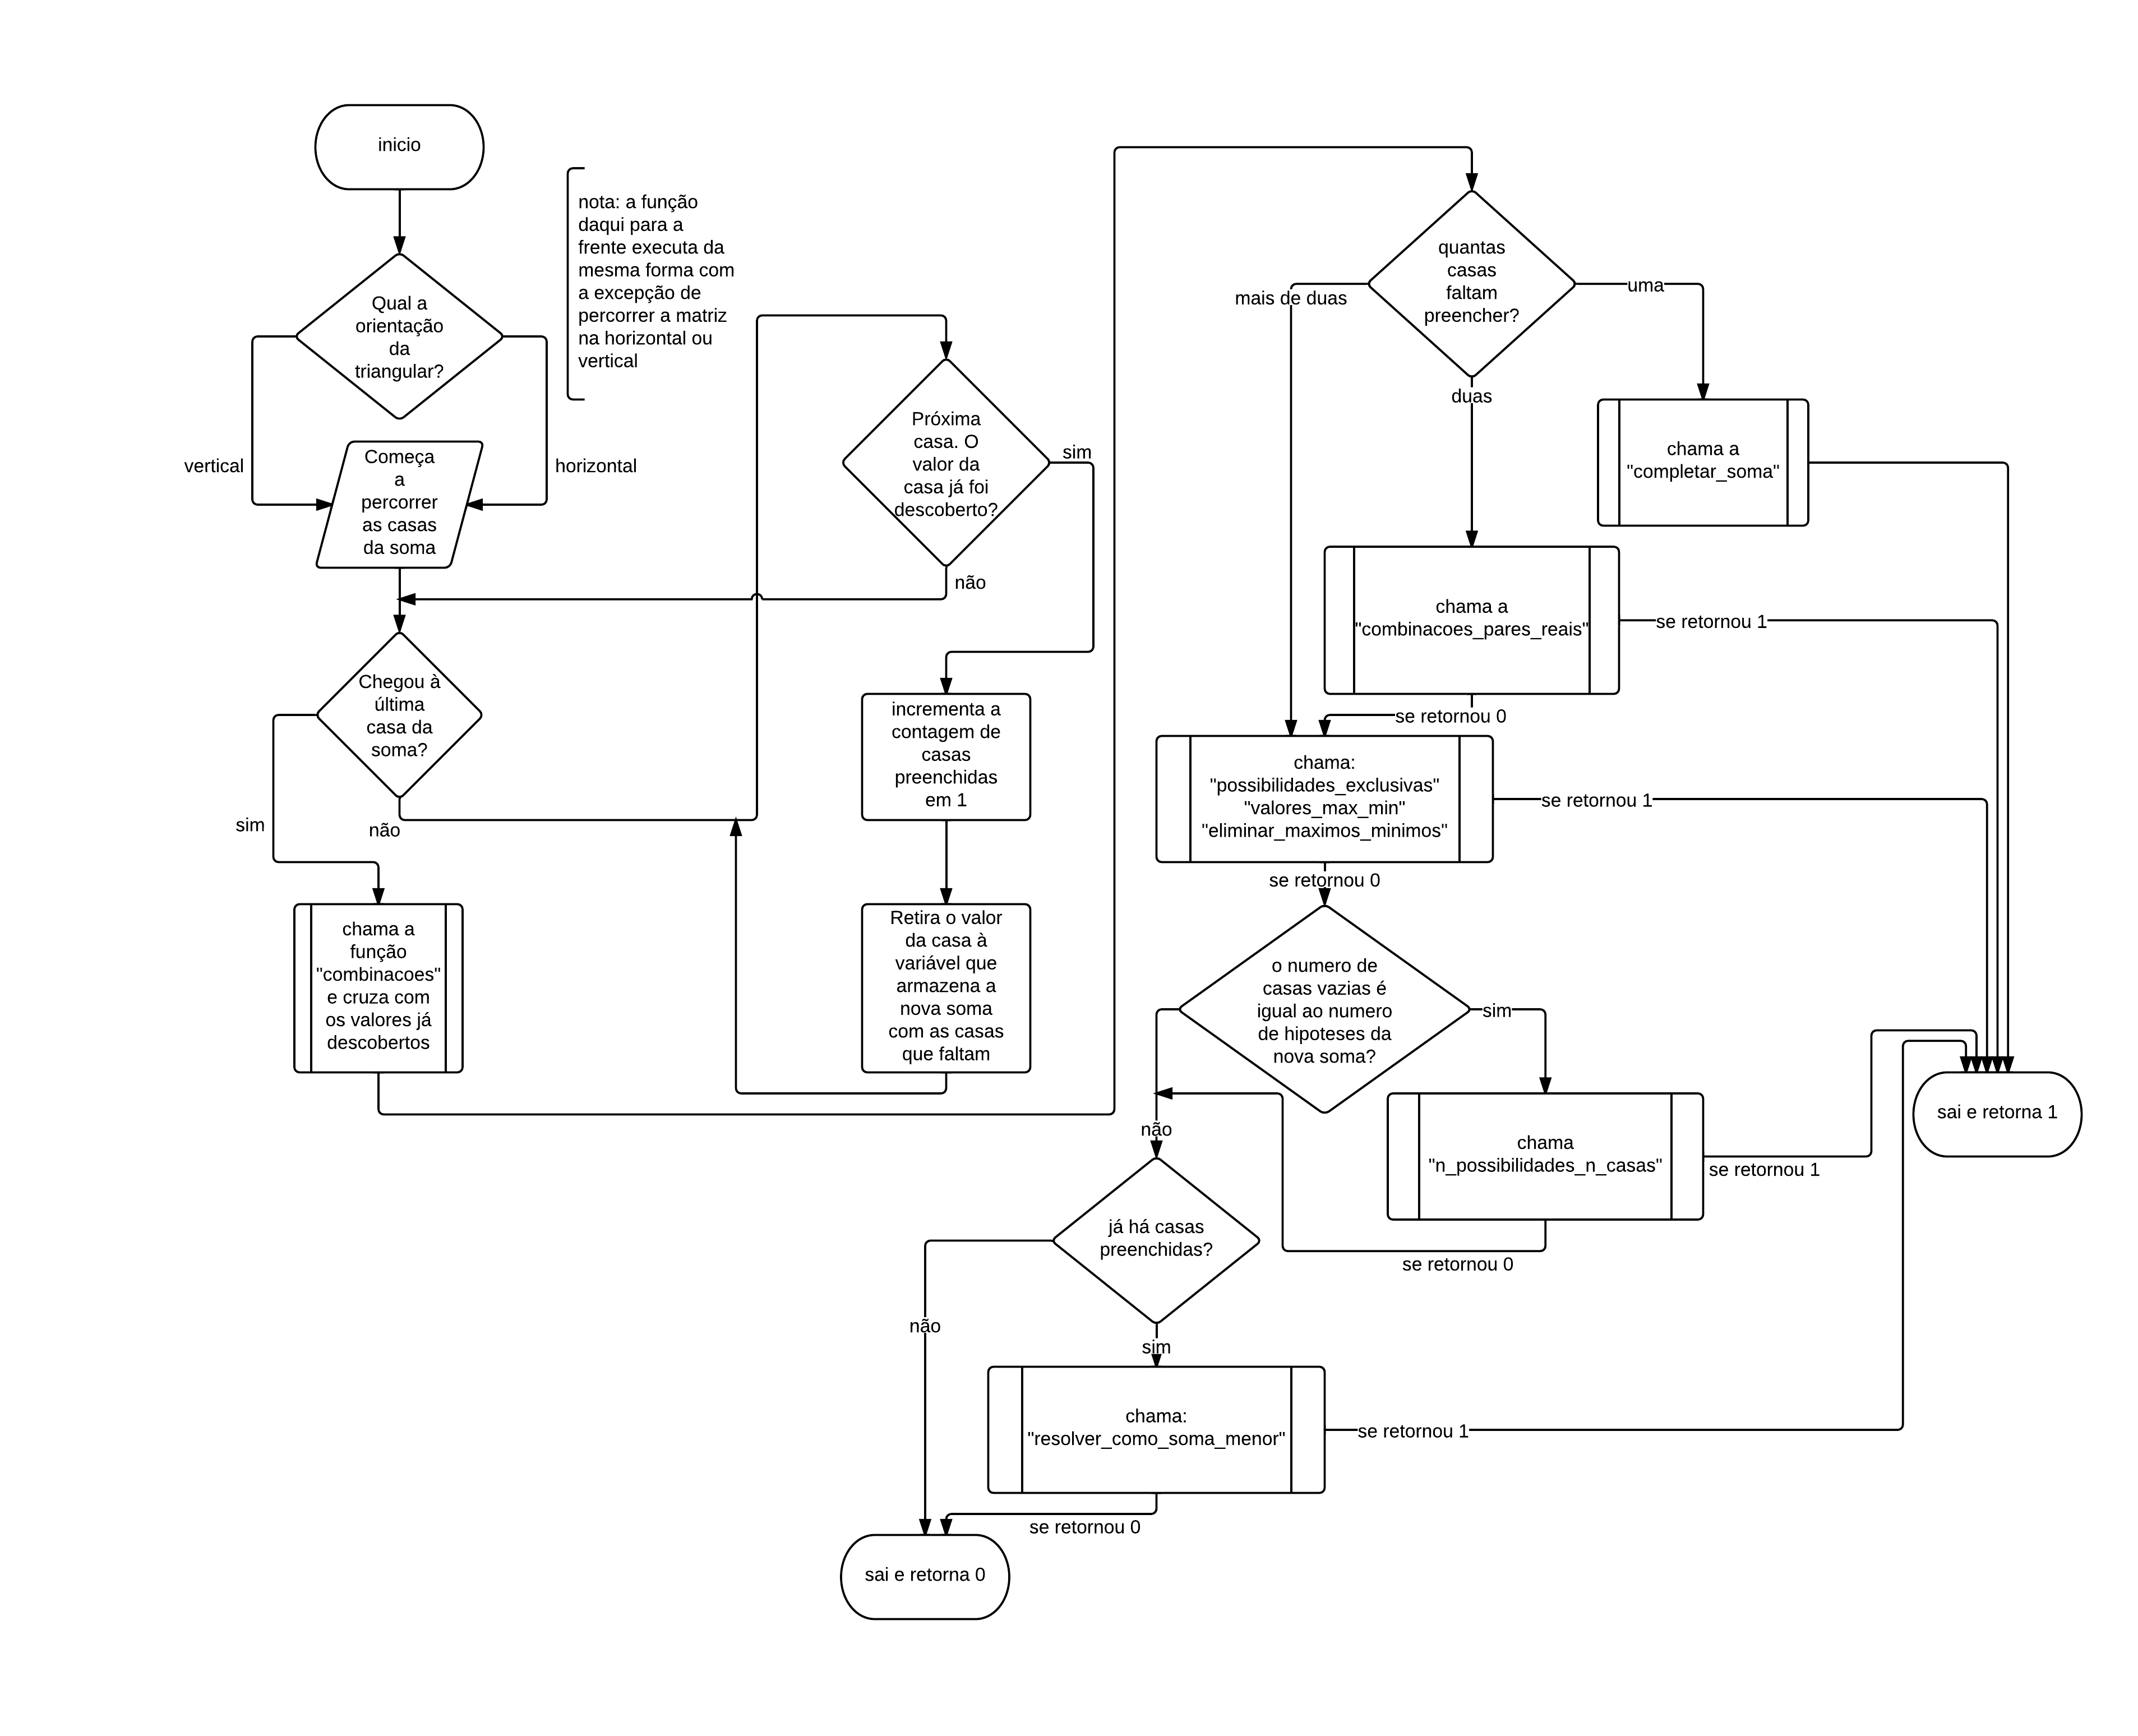 inicio
Qual a
orientação
da
triangular?
vertical
horizontal
nota: a função
daqui para a
frente executa da
mesma forma com
a excepção de
percorrer a matriz
na horizontal ou
vertical
Começa
a
percorrer
as casas
da soma
Chegou à
última
casa da
soma?
sim
não
chama a
função
"combinacoes"
e cruza com
os valores já
descobertos
Próxima
casa. O
valor da
casa já foi
descoberto?
sim
não
incrementa a
contagem de
casas
preenchidas
em 1
Retira o valor
da casa à
variável que
armazena a
nova soma
com as casas
que faltam
quantas
casas
faltam
preencher?
mais de duas
uma
duas
chama a
"completar_soma"
chama a
"combinacoes_pares_reais"
se retornou 1
se retornou 0
chama:
"possibilidades_exclusivas"
"valores_max_min"
"eliminar_maximos_minimos"
se retornou 1
se retornou 0
o numero de
casas vazias é
igual ao numero
de hipoteses da
nova soma?
sim
não
chama
"n_possibilidades_n_casas"
se retornou 1
se retornou 0
sai e retorna 1
já há casas
preenchidas?
não
sim
chama:
"resolver_como_soma_menor"
se retornou 1
se retornou 0
sai e retorna 0